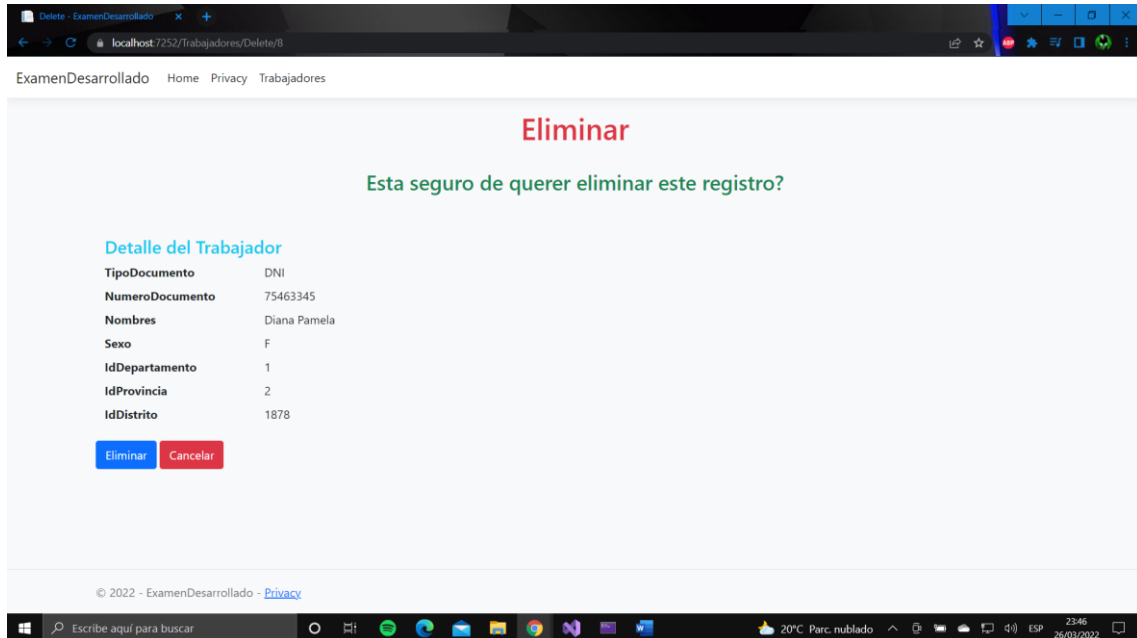 Delete - ExamenDesarrollado
localhost:7252/Trabajadores/Delete/8
ABP
ExamenDesarrollado Home Privacy Trabajadores
Eliminar
Esta seguro de querer eliminar este registro?
Detalle del Trabajador
TipoDocumento DNI
NumeroDocumento 75463345
Nombres Diana Pamela
Sexo F
IdDepartamento 1
IdProvincia 2
IdDistrito 1878
Eliminar Cancelar
© 2022 - ExamenDesarrollado - Privacy
Escribe aquí para buscar 20°C Parc. nublado ESP 23:46
26/03/2022